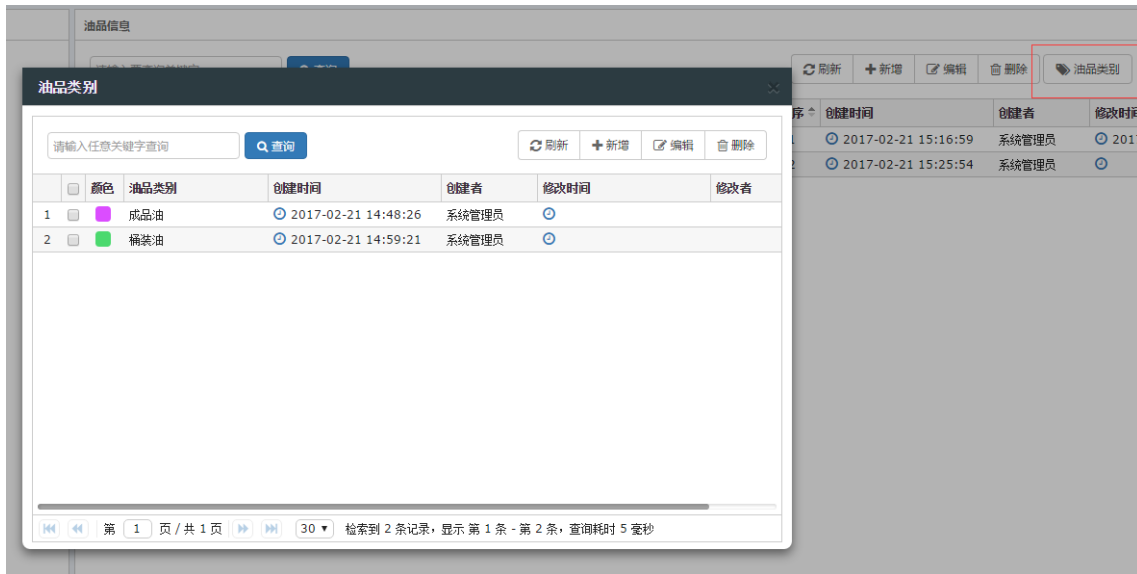 油品信息
刷新 新增 编辑 删除 油品类别
油品类别
序 创建时间 创建者 修改时间
2017-02-21 15:16:59 系统管理员 201
2017-02-21 15:25:54 系统管理员
请输入任意关键字查询 查询 刷新 新增 编辑 删除
颜色 油品类别 创建时间 创建者 修改时间 修改者
1 成品油 2017-02-21 14:48:26 系统管理员
2 桶装油 2017-02-21 14:59:21 系统管理员
第 1 页 / 共 1 页 30 检索到 2 条记录，显示 第 1 条 - 第 2 条，查询耗时 5 毫秒